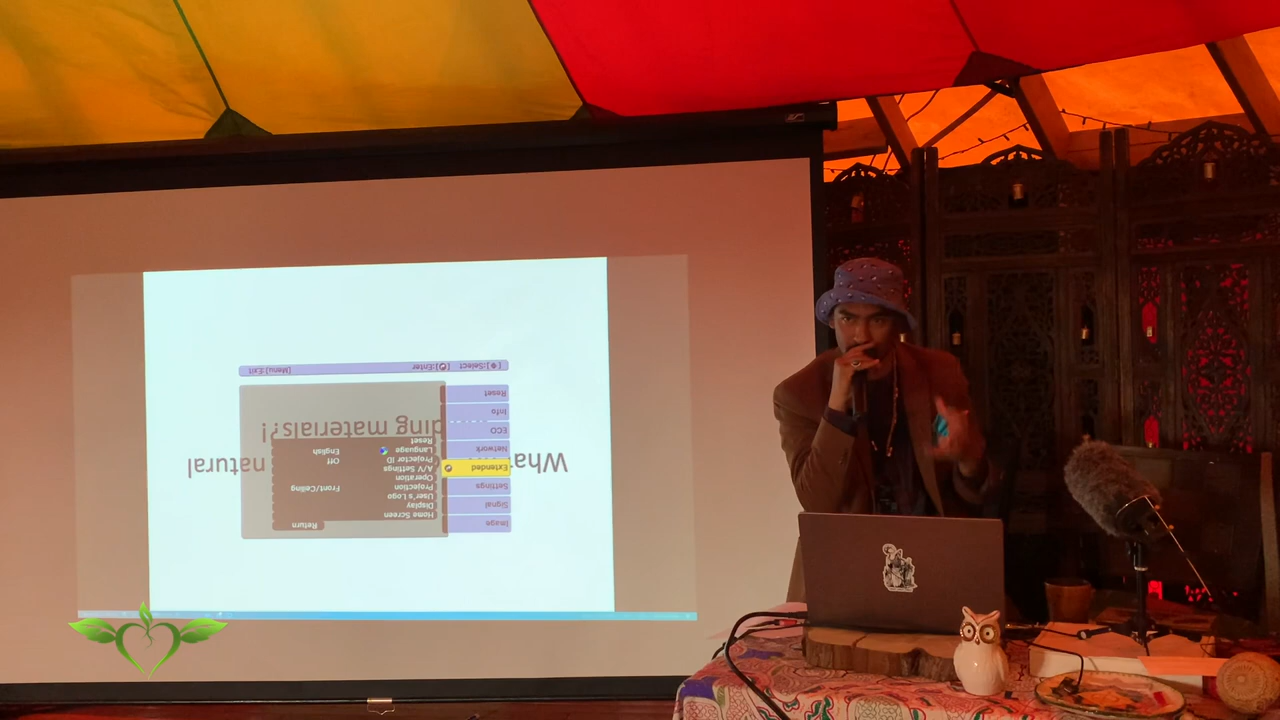 Image
Signal
Settings
Extended
Network
ECO
Info
Reset
Return
Home Screen
Display
User's Logo
Projection Front/Ceiling
Operation
A/V Settings
Projector ID Off
Language English
Reset
natural
materials?!
:Select :Enter [Menu]:Exit